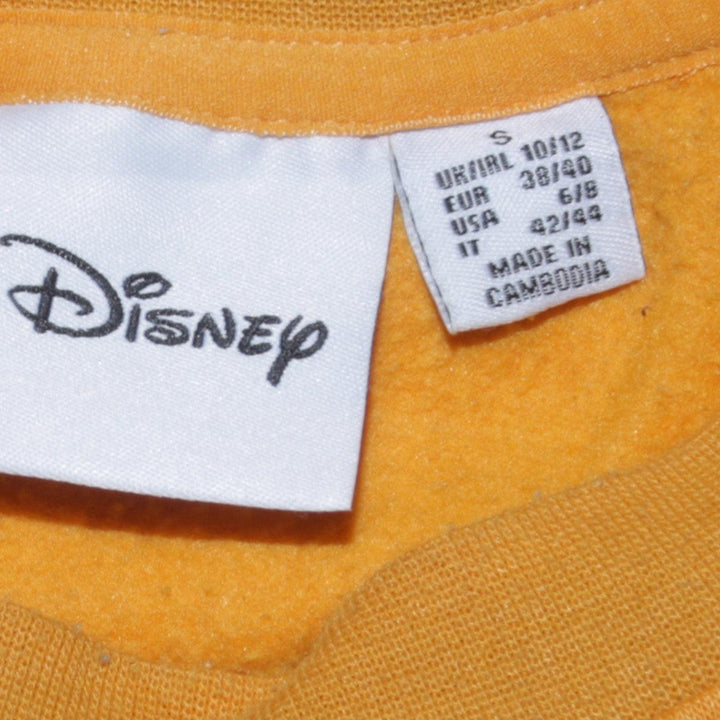 Disney
S
UK/IRL 10/12
EUR 38/40
USA 6/8
IT 42/44
MADE IN
CAMBODIA